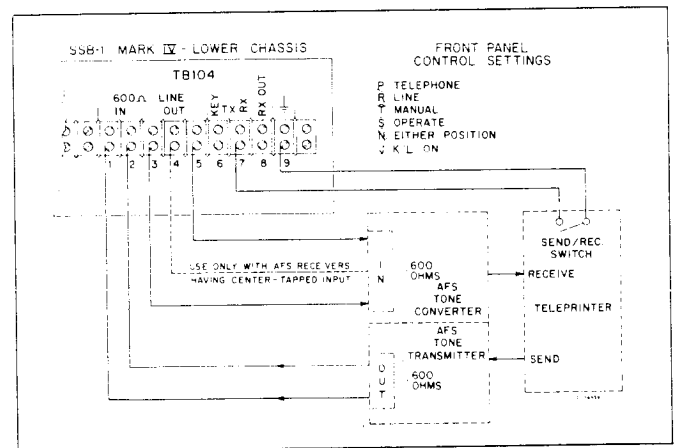 SSB-1 MARK IV - LOWER CHASSIS
TB104
600Ω LINE
IN OUT
KEY
TX
RX
RX OUT
1 2 3 4 5 6 7 8 9
FRONT PANEL
CONTROL SETTINGS
P TELEPHONE
R LINE
T MANUAL
S OPERATE
N EITHER POSITION
ON
SEND/REC.
SWITCH
RECEIVE
TELEPRINTER
SEND
USE ONLY WITH AFS RECEIVERS
HAVING CENTER-TAPPED INPUT
IN
600
OHMS
AFS
TONE
CONVERTER
AFS
TONE
TRANSMITTER
OUT
600
OHMS